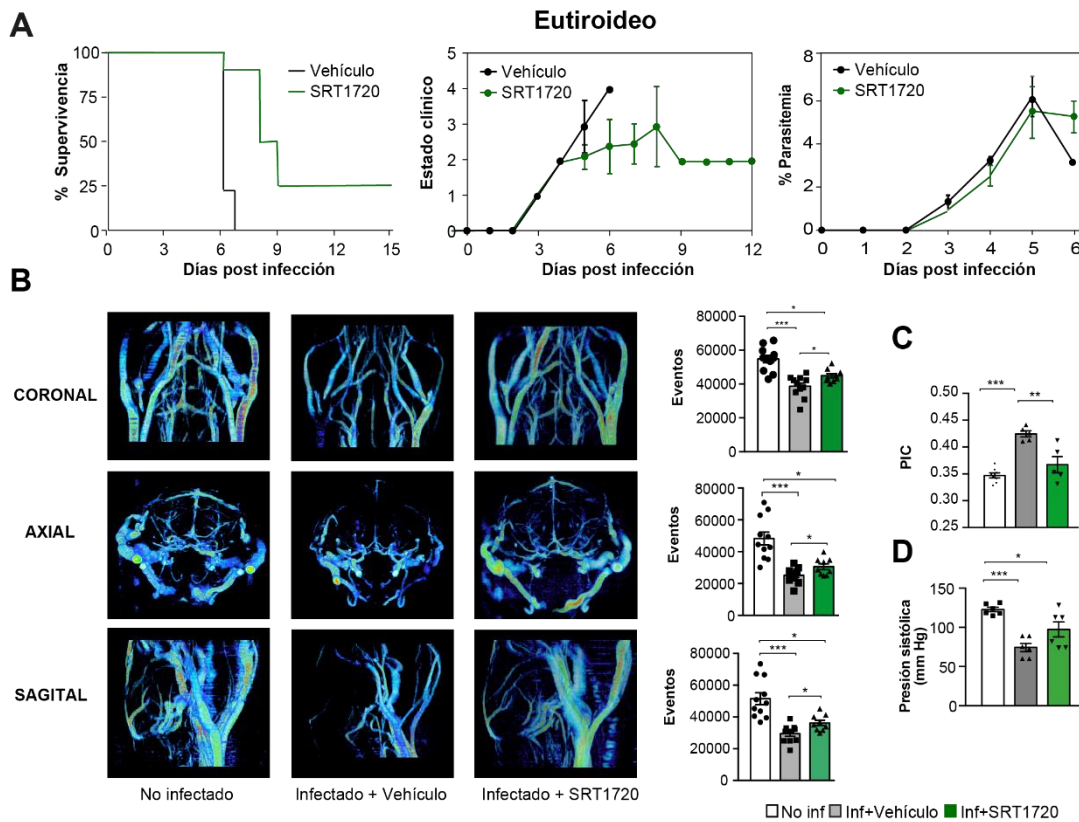 Eutiroideo
A
% Supervivencia
100
75
50
25
0
Vehículo
SRT1720
0 3 6 9 12 15
Días post infección
Estado clínico
5
4
3
2
1
0
Vehículo
SRT1720
0 3 6 9 12
Días post infección
% Parasitemia
8
6
4
2
0
Vehículo
SRT1720
0 1 2 3 4 5 6
Días post infección
B
CORONAL
AXIAL
SAGITAL
No infectado
Infectado + Vehículo
Infectado + SRT1720
Eventos
80000
60000
40000
20000
0
*
***
*
Eventos
80000
60000
40000
20000
0
*
***
*
Eventos
100000
80000
60000
40000
20000
0
*
***
*
C
PIC
0.50
0.45
0.40
0.35
0.30
0.25
***
**
D
Presión sistólica
(mm Hg)
150
100
50
0
*
***
No inf Inf+Vehículo Inf+SRT1720